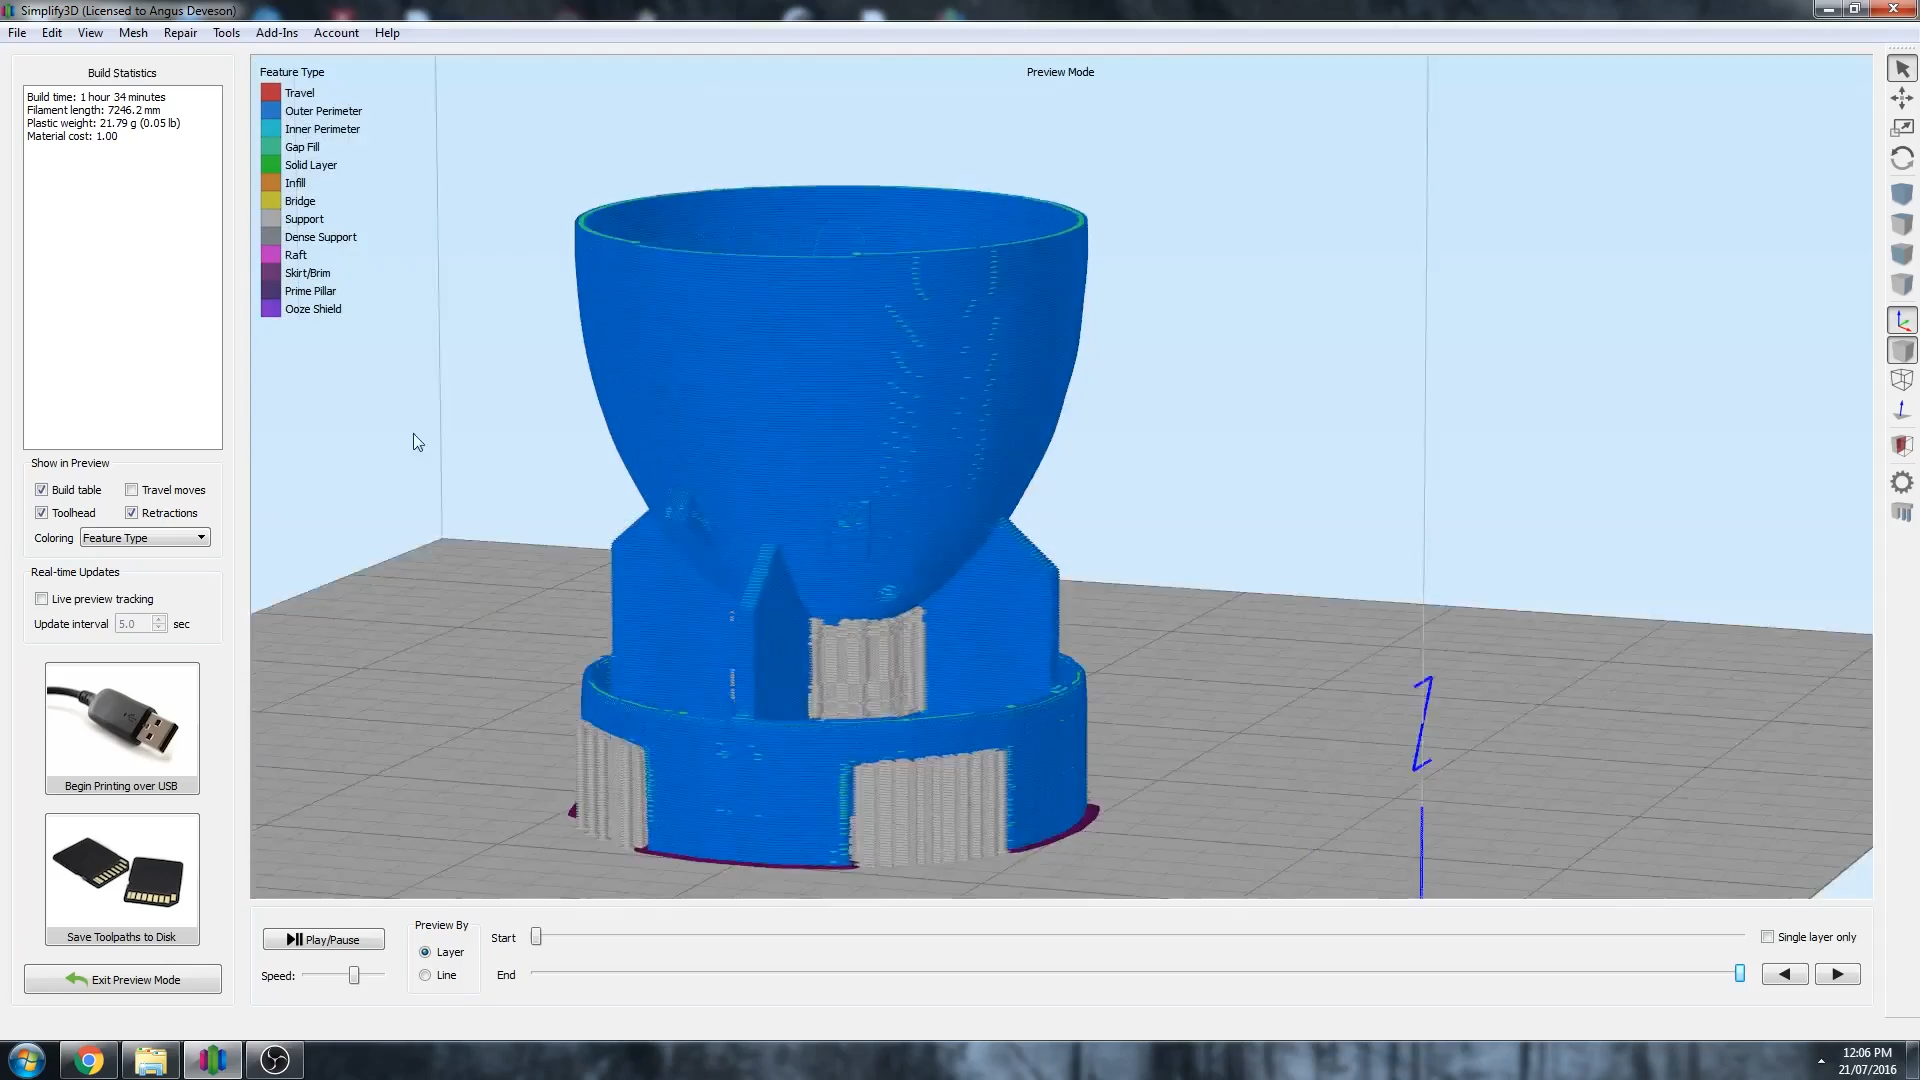 Simplify3D (Licensed to Angus Deveson)
File Edit View Mesh Repair Tools Add-Ins Account Help
Build Statistics
Build time: 1 hour 34 minutes
Filament length: 7246.2 mm
Plastic weight: 21.79 g (0.05 lb)
Material cost: 1.00
Show in Preview
Build table Travel moves
Toolhead Retractions
Coloring Feature Type
Real-time Updates
Live preview tracking
Update interval 5.0 sec
Begin Printing over USB
Save Toolpaths to Disk
Exit Preview Mode
Feature Type
Travel
Outer Perimeter
Inner Perimeter
Gap Fill
Solid Layer
Infill
Bridge
Support
Dense Support
Raft
Skirt/Brim
Prime Pillar
Ooze Shield
Preview Mode
Z
Play/Pause
Speed:
Preview By
Layer
Line
Start
End
Single layer only
12:06 PM
21/07/2016